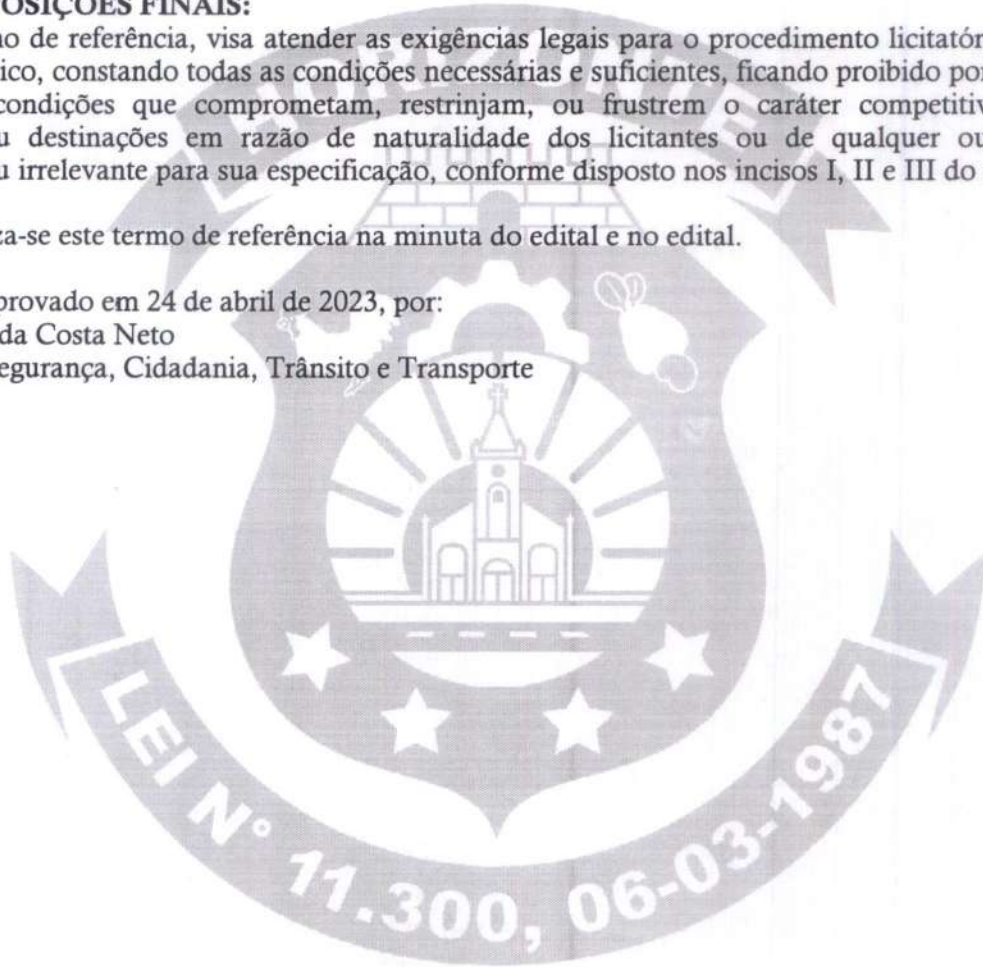 OSIÇÕES FINAIS:
no de referência, visa atender as exigências legais para o procedimento licitatór
ico, constando todas as condições necessárias e suficientes, ficando proibido por
condições que comprometam, restrinjam, ou frustrem o caráter competitiv
u destinações em razão de naturalidade dos licitantes ou de qualquer ou
u irrelevante para sua especificação, conforme disposto nos incisos I, II e III do
za-se este termo de referência na minuta do edital e no edital.
provado em 24 de abril de 2023, por:
da Costa Neto
egurança, Cidadania, Trânsito e Transporte
HORIZONTE
LEI Nº 11.300, 06-03-1987